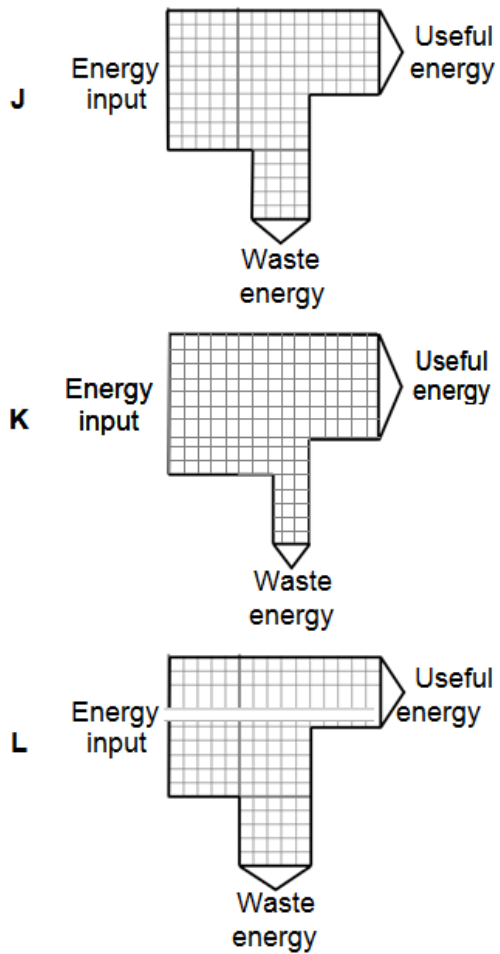 Useful
energy
Energy
input
J
Waste
energy
Useful
energy
Energy
input
K
Waste
energy
Useful
energy
Energy
input
L
Waste
energy